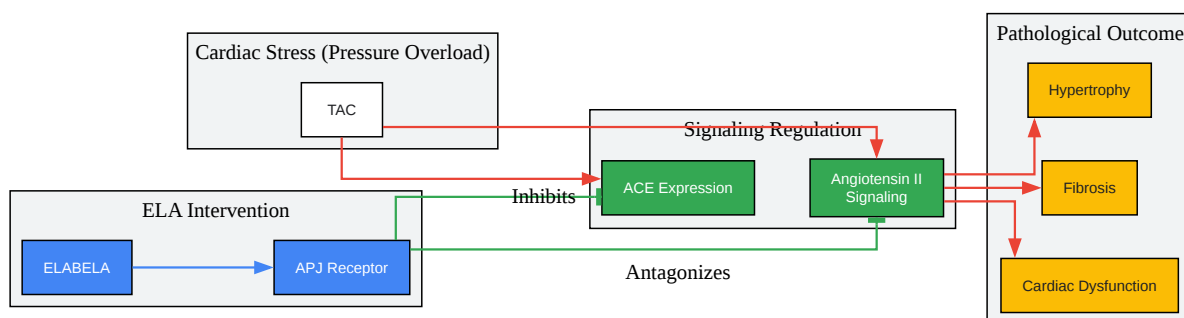 Cardiac Stress (Pressure Overload)
TAC
ELA Intervention
ELABELA
APJ Receptor
Inhibits
Antagonizes
Signaling Regulation
ACE Expression
Angiotensin II
Signaling
Pathological Outcome
Hypertrophy
Fibrosis
Cardiac Dysfunction